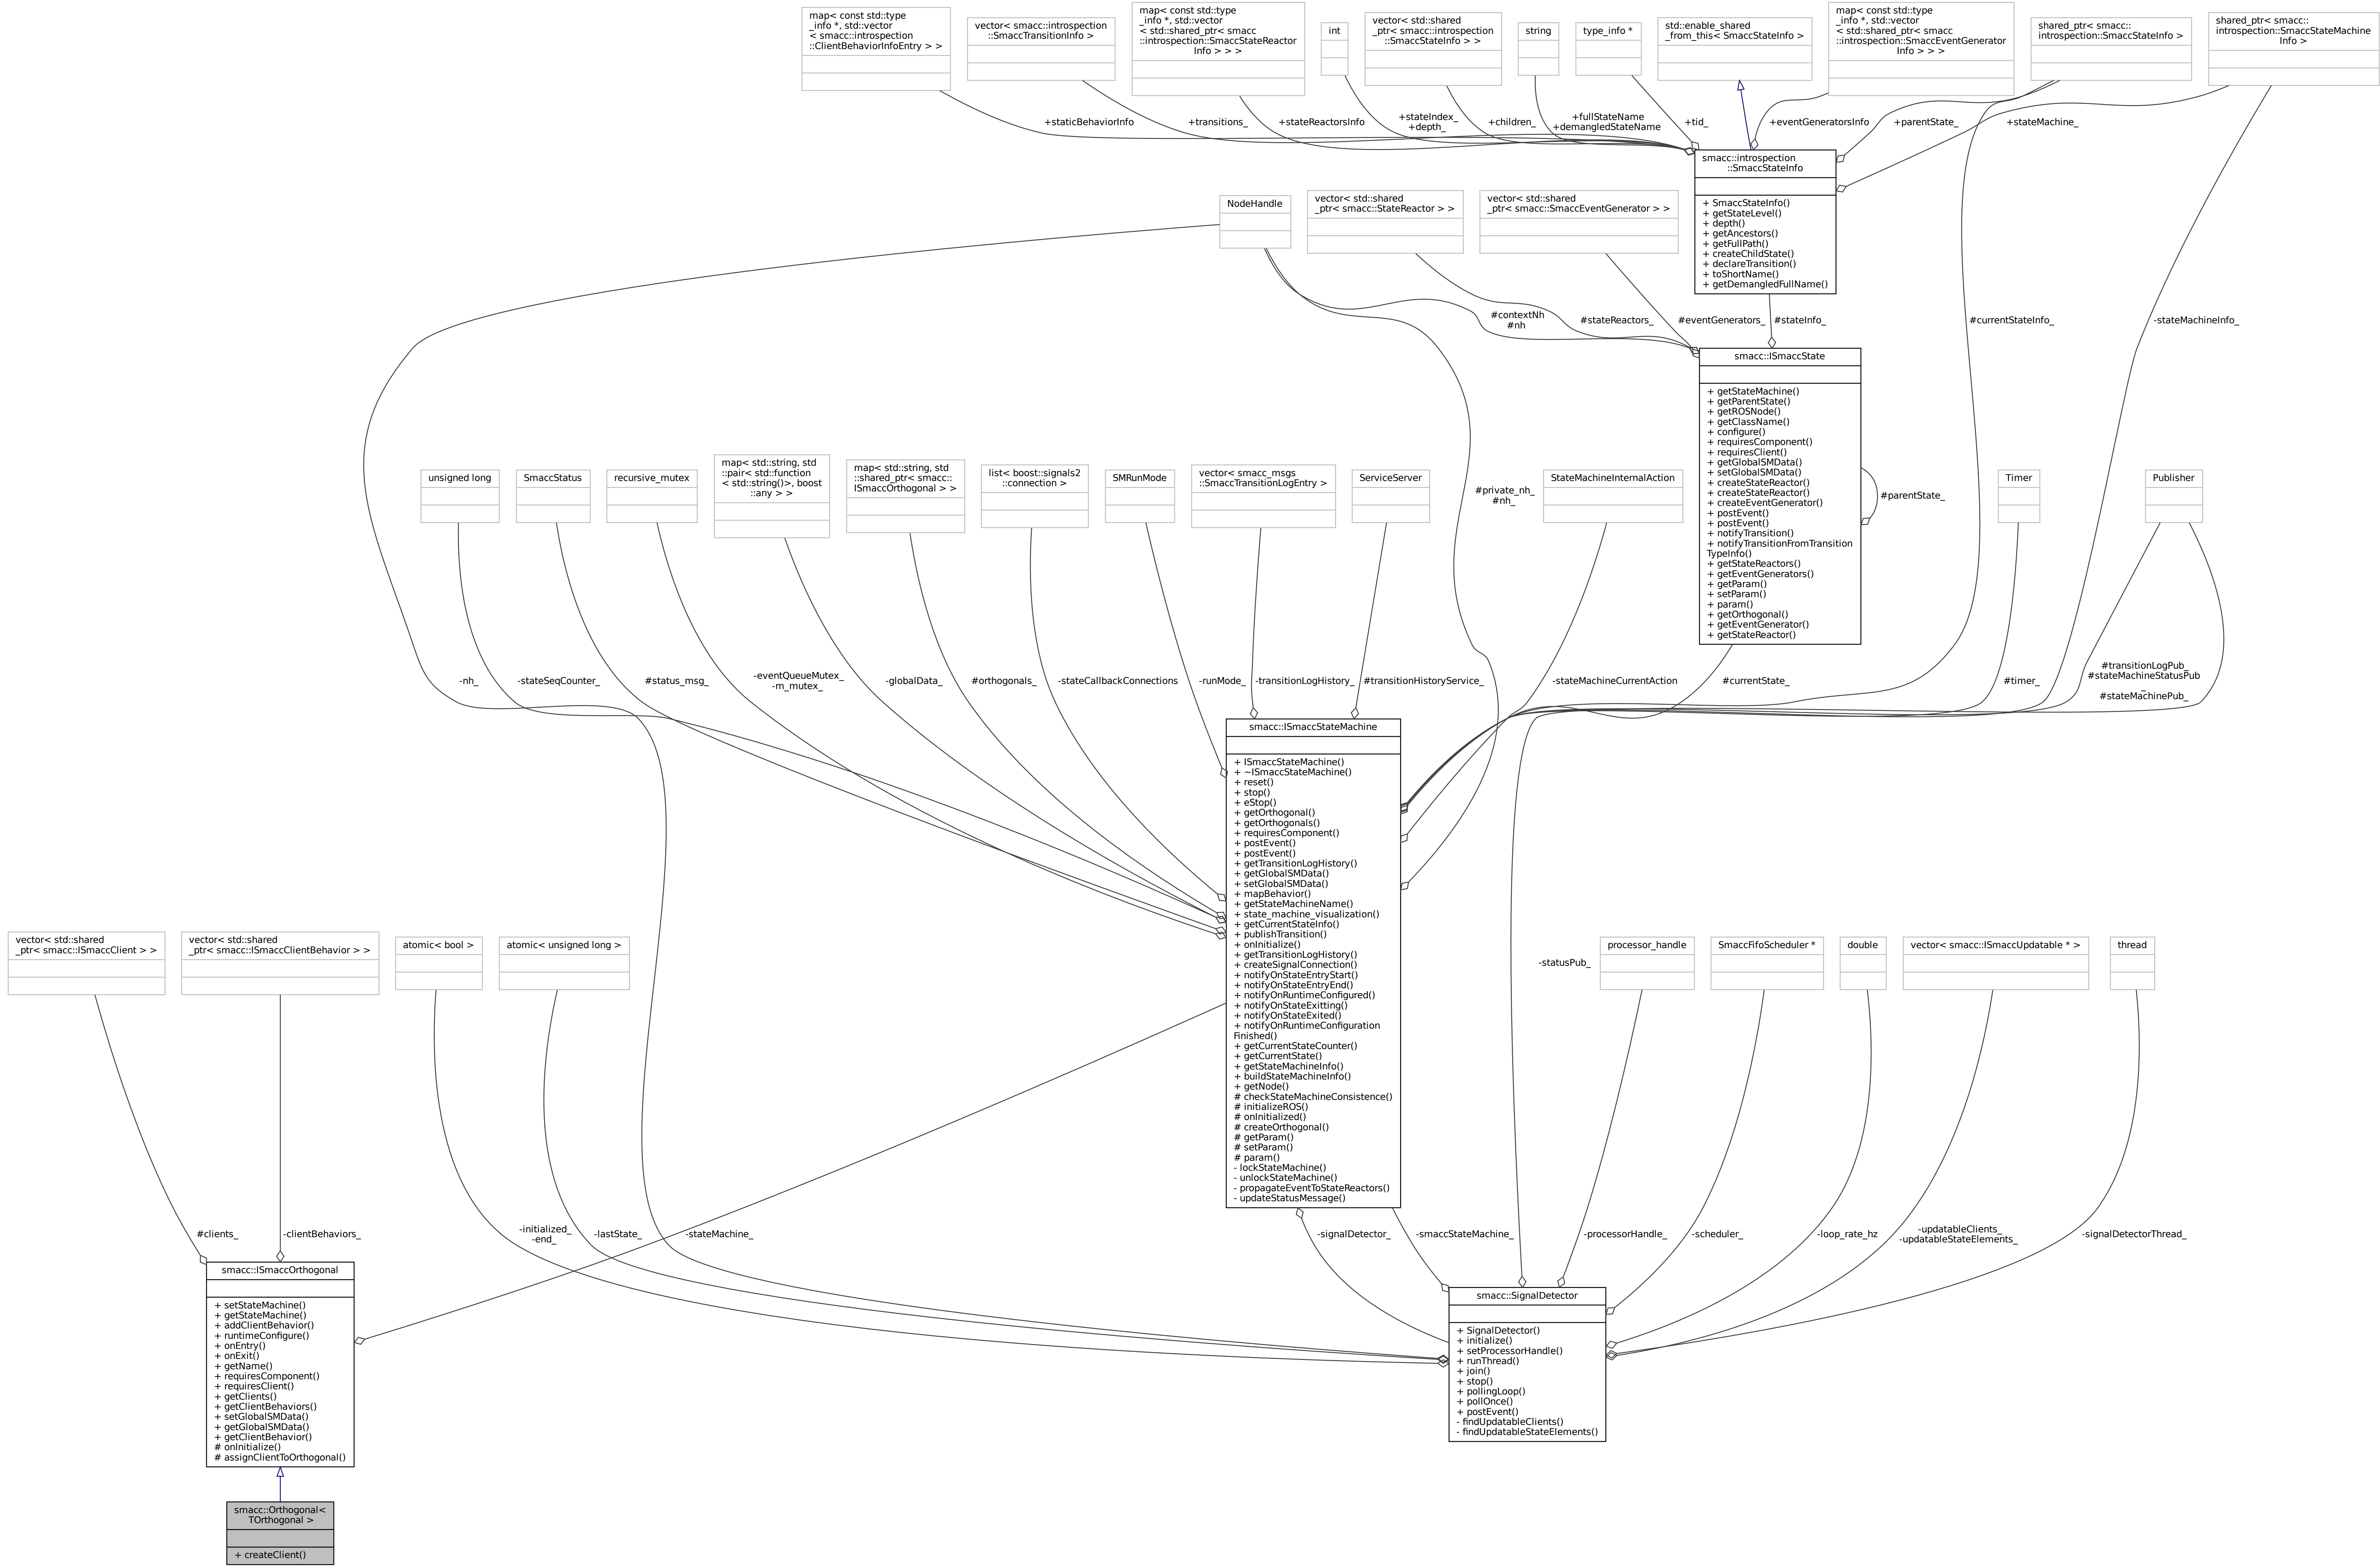 map< const std::type
_info *, std::vector
< smacc::introspection
::ClientBehaviorInfoEntry > >
vector< smacc::introspection
::SmaccTransitionInfo >
map< const std::type
_info *, std::vector
< std::shared_ptr< smacc
::introspection::SmaccStateReactor
Info > > >
int
vector< std::shared
_ptr< smacc::introspection
::SmaccStateInfo > >
string
type_info *
std::enable_shared
_from_this< SmaccStateInfo >
map< const std::type
_info *, std::vector
< std::shared_ptr< smacc
::introspection::SmaccEventGenerator
Info > > >
shared_ptr< smacc::
introspection::SmaccStateInfo >
shared_ptr< smacc::
introspection::SmaccStateMachine
Info >
+staticBehaviorInfo
+transitions_
+stateReactorsInfo
+stateIndex_
+depth_
+children_
+fullStateName
+demangledStateName
+tid_
+eventGeneratorsInfo
+parentState_
+stateMachine_
smacc::introspection
::SmaccStateInfo
+ SmaccStateInfo()
+ getStateLevel()
+ depth()
+ getAncestors()
+ getFullPath()
+ createChildState()
+ declareTransition()
+ toShortName()
+ getDemangledFullName()
NodeHandle
vector< std::shared
_ptr< smacc::StateReactor > >
vector< std::shared
_ptr< smacc::SmaccEventGenerator > >
#contextNh
#nh
#stateReactors_
#eventGenerators_
#stateInfo_
#currentStateInfo_
-stateMachineInfo_
smacc::ISmaccState
+ getStateMachine()
+ getParentState()
+ getROSNode()
+ getClassName()
+ configure()
+ requiresComponent()
+ requiresClient()
+ getGlobalSMData()
+ setGlobalSMData()
+ createStateReactor()
+ createStateReactor()
+ createEventGenerator()
+ postEvent()
+ postEvent()
+ notifyTransition()
+ notifyTransitionFromTransition
TypeInfo()
+ getStateReactors()
+ getEventGenerators()
+ getParam()
+ setParam()
+ param()
+ getOrthogonal()
+ getEventGenerator()
+ getStateReactor()
#parentState_
unsigned long
SmaccStatus
recursive_mutex
map< std::string, std
::pair< std::function
< std::string()>, boost
::any > >
map< std::string, std
::shared_ptr< smacc::
ISmaccOrthogonal > >
list< boost::signals2
::connection >
SMRunMode
vector< smacc_msgs
::SmaccTransitionLogEntry >
ServiceServer
#private_nh_
#nh_
StateMachineInternalAction
Timer
Publisher
-nh_
-stateSeqCounter_
#status_msg_
-eventQueueMutex_
-m_mutex_
-globalData_
#orthogonals_
-stateCallbackConnections
-runMode_
-transitionLogHistory_
#transitionHistoryService_
-stateMachineCurrentAction
#currentState_
#timer_
#transitionLogPub_
#stateMachineStatusPub
_
#stateMachinePub_
smacc::ISmaccStateMachine
+ ISmaccStateMachine()
+ ~ISmaccStateMachine()
+ reset()
+ stop()
+ eStop()
+ getOrthogonal()
+ getOrthogonals()
+ requiresComponent()
+ postEvent()
+ postEvent()
+ getTransitionLogHistory()
+ getGlobalSMData()
+ setGlobalSMData()
+ mapBehavior()
+ getStateMachineName()
+ state_machine_visualization()
+ getCurrentStateInfo()
+ publishTransition()
+ onInitialize()
+ getTransitionLogHistory()
+ createSignalConnection()
+ notifyOnStateEntryStart()
+ notifyOnStateEntryEnd()
+ notifyOnRuntimeConfigured()
+ notifyOnStateExitting()
+ notifyOnStateExited()
+ notifyOnRuntimeConfiguration
Finished()
+ getCurrentStateCounter()
+ getCurrentState()
+ getStateMachineInfo()
+ buildStateMachineInfo()
+ getNode()
# checkStateMachineConsistence()
# initializeROS()
# onInitialized()
# createOrthogonal()
# getParam()
# setParam()
# param()
- lockStateMachine()
- unlockStateMachine()
- propagateEventToStateReactors()
- updateStatusMessage()
vector< std::shared
_ptr< smacc::ISmaccClient > >
vector< std::shared
_ptr< smacc::ISmaccClientBehavior > >
atomic< bool >
atomic< unsigned long >
-statusPub_
processor_handle
SmaccFifoScheduler *
double
vector< smacc::ISmaccUpdatable * >
thread
#clients_
-clientBehaviors_
-initialized_
-end_
-lastState_
-stateMachine_
-signalDetector_
-smaccStateMachine_
-processorHandle_
-scheduler_
-loop_rate_hz
-updatableClients_
-updatableStateElements_
-signalDetectorThread_
smacc::ISmaccOrthogonal
+ setStateMachine()
+ getStateMachine()
+ addClientBehavior()
+ runtimeConfigure()
+ onEntry()
+ onExit()
+ getName()
+ requiresComponent()
+ requiresClient()
+ getClients()
+ getClientBehaviors()
+ setGlobalSMData()
+ getGlobalSMData()
+ getClientBehavior()
# onInitialize()
# assignClientToOrthogonal()
smacc::SignalDetector
+ SignalDetector()
+ initialize()
+ setProcessorHandle()
+ runThread()
+ join()
+ stop()
+ pollingLoop()
+ pollOnce()
+ postEvent()
- findUpdatableClients()
- findUpdatableStateElements()
smacc::Orthogonal<
TOrthogonal >
+ createClient()